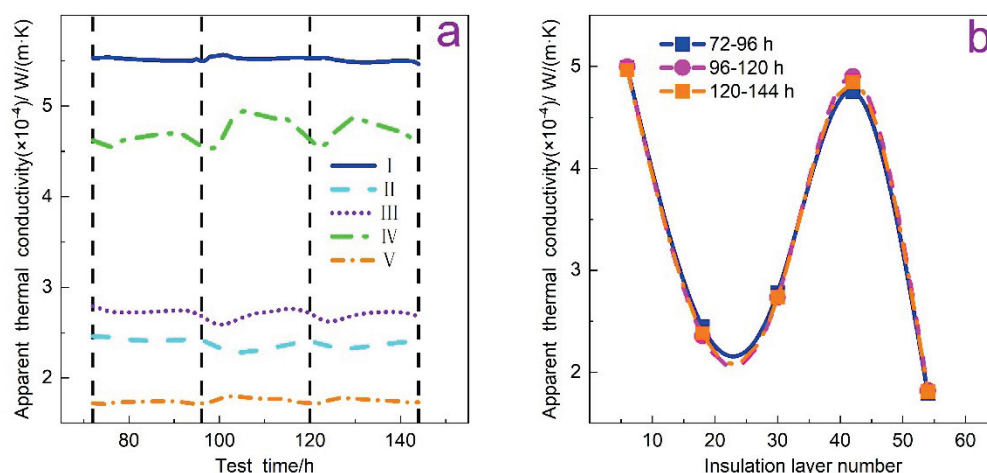 a
Apparent thermal conductivity(×10⁻⁴)/ W/(m·K)
5
4
3
2
I
II
III
IV
V
80
100
120
140
Test time/h
b
Apparent thermal conductivity(×10⁻⁴)/ W/(m·K)
72-96 h
96-120 h
120-144 h
5
4
3
2
10
20
30
40
50
60
Insulation laver number